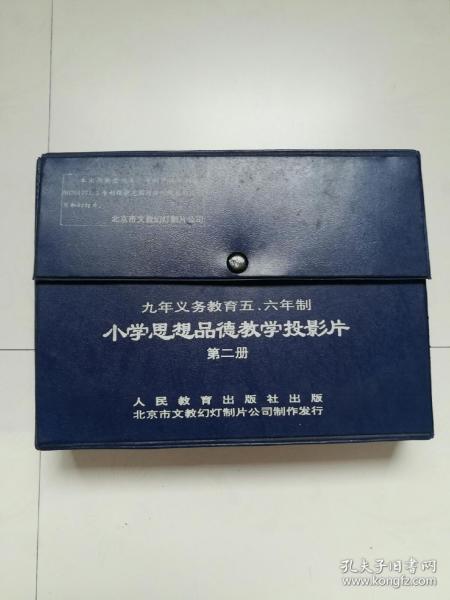 北京市文教幻灯制片公司
九年义务教育五、六年制
小学思想品德教学投影片
第二册
人民教育出版社出版
北京市文教幻灯制片公司制作发行
孔夫子旧书网
www.kongfz.com